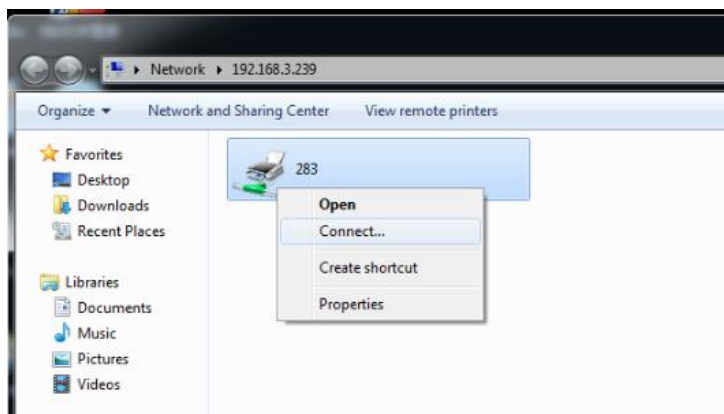 Network ▸ 192.168.3.239
Organize ▾ Network and Sharing Center View remote printers
Favorites
Desktop
Downloads
Recent Places
Libraries
Documents
Music
Pictures
Videos
283
Open
Connect...
Create shortcut
Properties